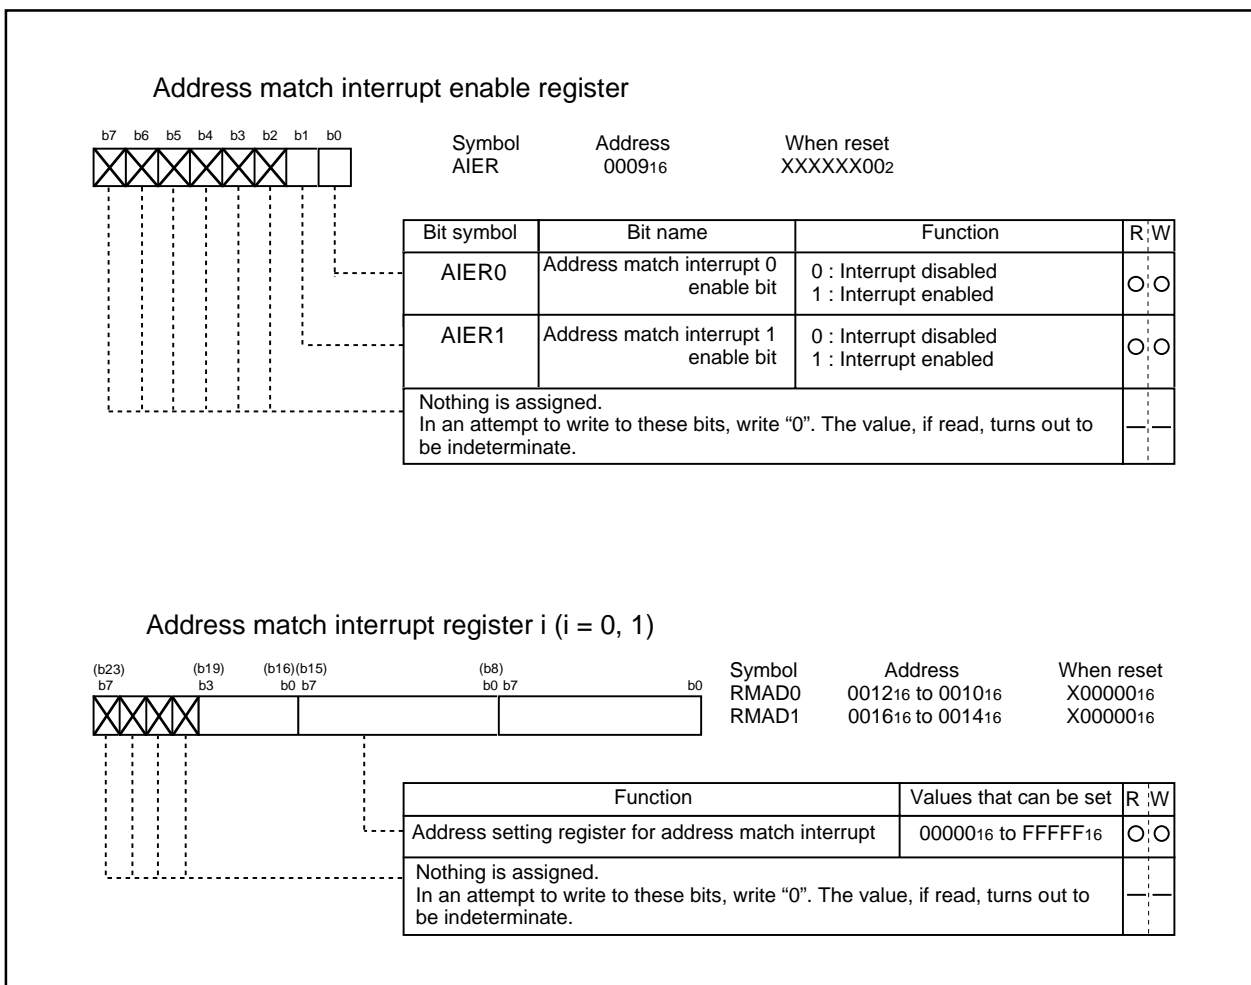 Address match interrupt enable register
b7 b6 b5 b4 b3 b2 b1 b0
Symbol Address When reset
AIER 000916 XXXXXX002
Bit symbol Bit name Function R W
AIER0 Address match interrupt 0 enable bit 0 : Interrupt disabled
1 : Interrupt enabled
AIER1 Address match interrupt 1 enable bit 0 : Interrupt disabled
1 : Interrupt enabled
Nothing is assigned.
In an attempt to write to these bits, write “0”. The value, if read, turns out to
be indeterminate.
Address match interrupt register i (i = 0, 1)
(b23) (b19) (b16)(b15) (b8)
b7 b3 b0 b7 b0 b7 b0
Symbol Address When reset
RMAD0 001216 to 001016 X0000016
RMAD1 001616 to 001416 X0000016
Function Values that can be set R W
Address setting register for address match interrupt 0000016 to FFFFF16
Nothing is assigned.
In an attempt to write to these bits, write “0”. The value, if read, turns out to
be indeterminate.